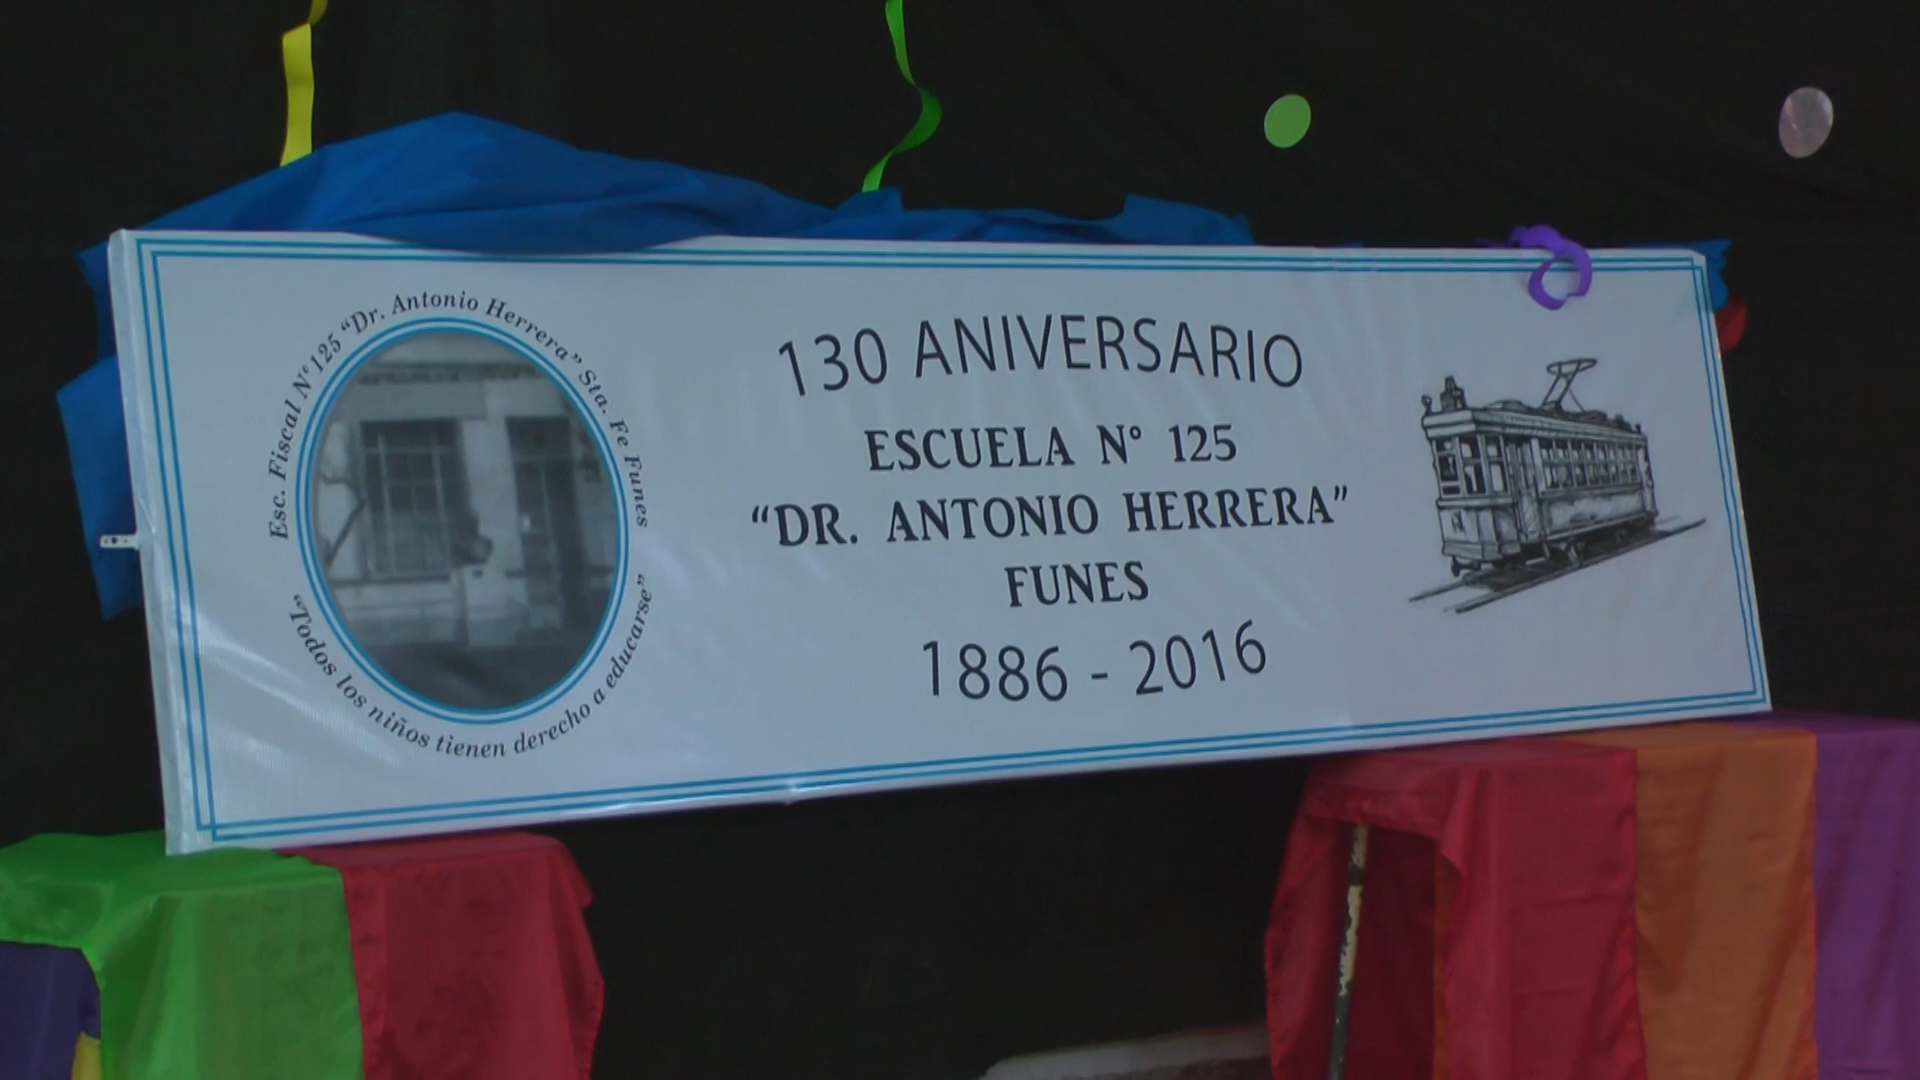 Esc. Fiscal N°125 "Dr. Antonio Herrera" Sta. Fe Funes
"Todos los niños tienen derecho a educarse"
130 ANIVERSARIO
ESCUELA N° 125
"DR. ANTONIO HERRERA"
FUNES
1886 - 2016